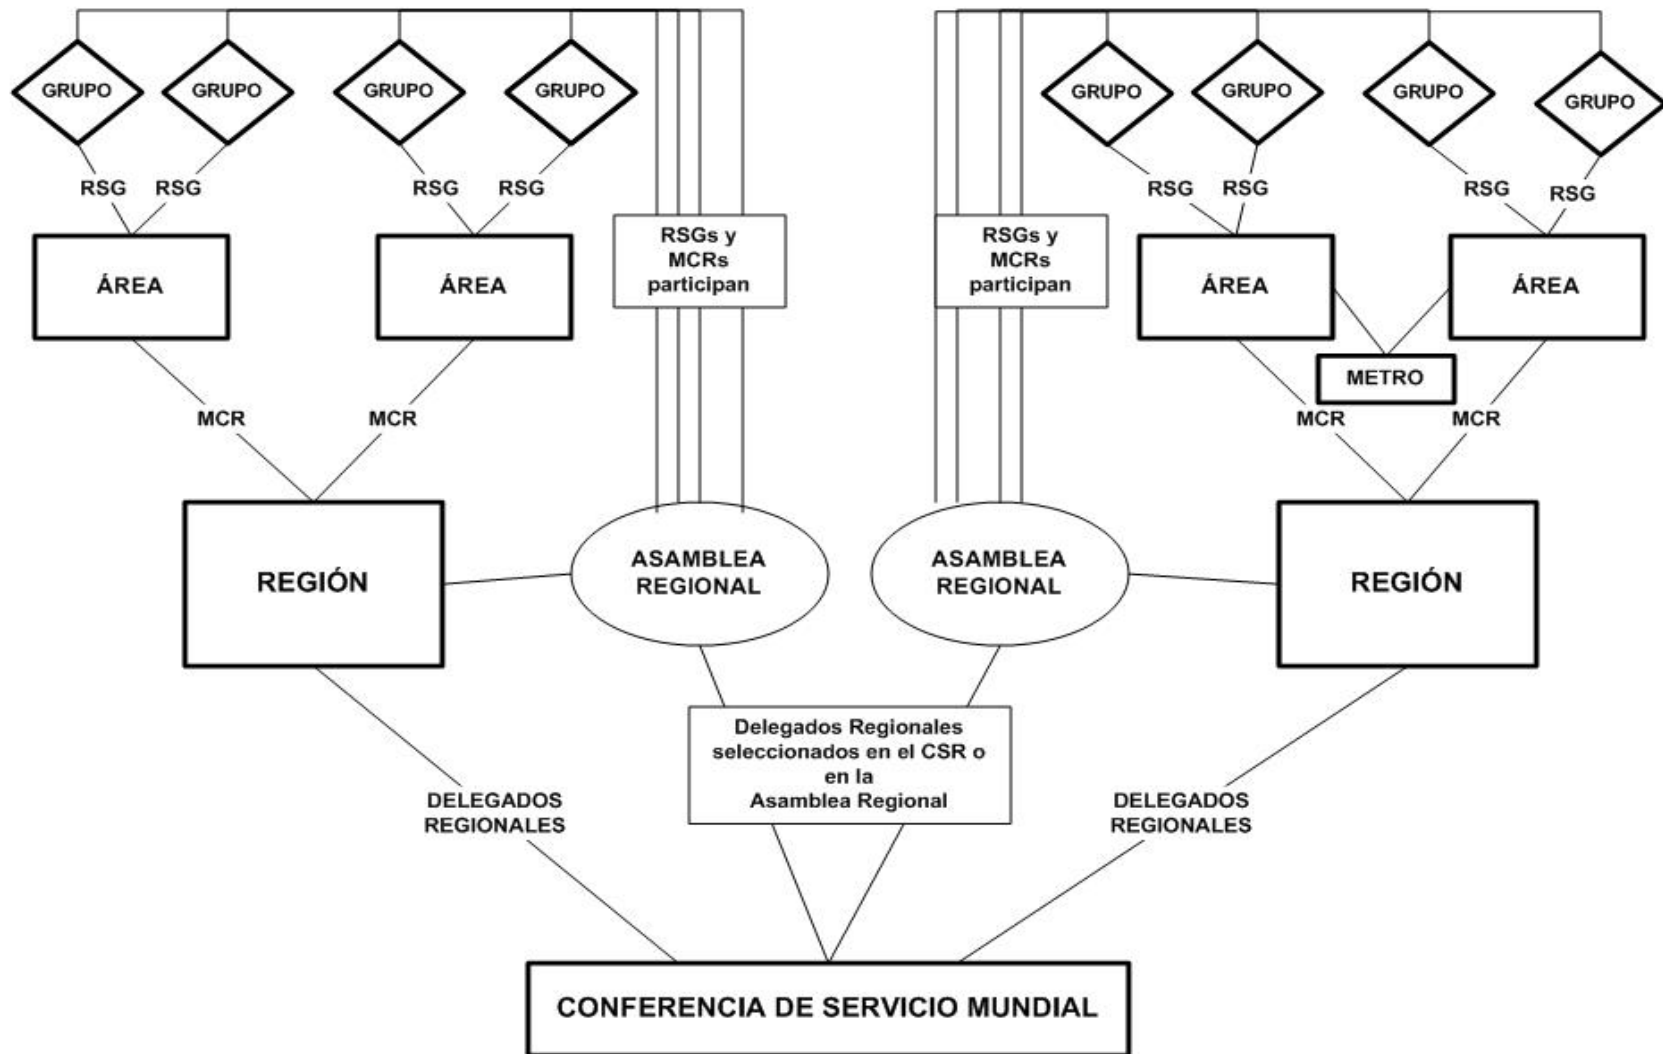 GRUPO
GRUPO
GRUPO
GRUPO
GRUPO
GRUPO
GRUPO
GRUPO
RSG
RSG
RSG
RSG
RSG
RSG
RSG
RSG
RSGs y
MCRs
participan
RSGs y
MCRs
participan
ÁREA
ÁREA
ÁREA
ÁREA
METRO
MCR
MCR
MCR
MCR
REGIÓN
ASAMBLEA
REGIONAL
ASAMBLEA
REGIONAL
REGIÓN
Delegados Regionales
seleccionados en el CSR o
en la
Asamblea Regional
DELEGADOS
REGIONALES
DELEGADOS
REGIONALES
CONFERENCIA DE SERVICIO MUNDIAL